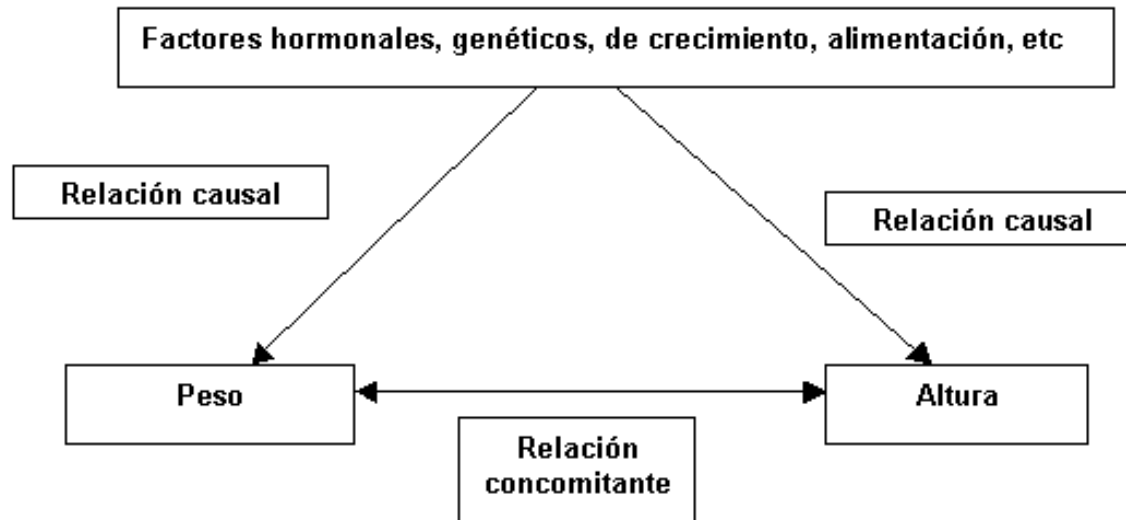 Factores hormonales, genéticos, de crecimiento, alimentación, etc
Relación causal
Relación causal
Peso
Altura
Relación
concomitante